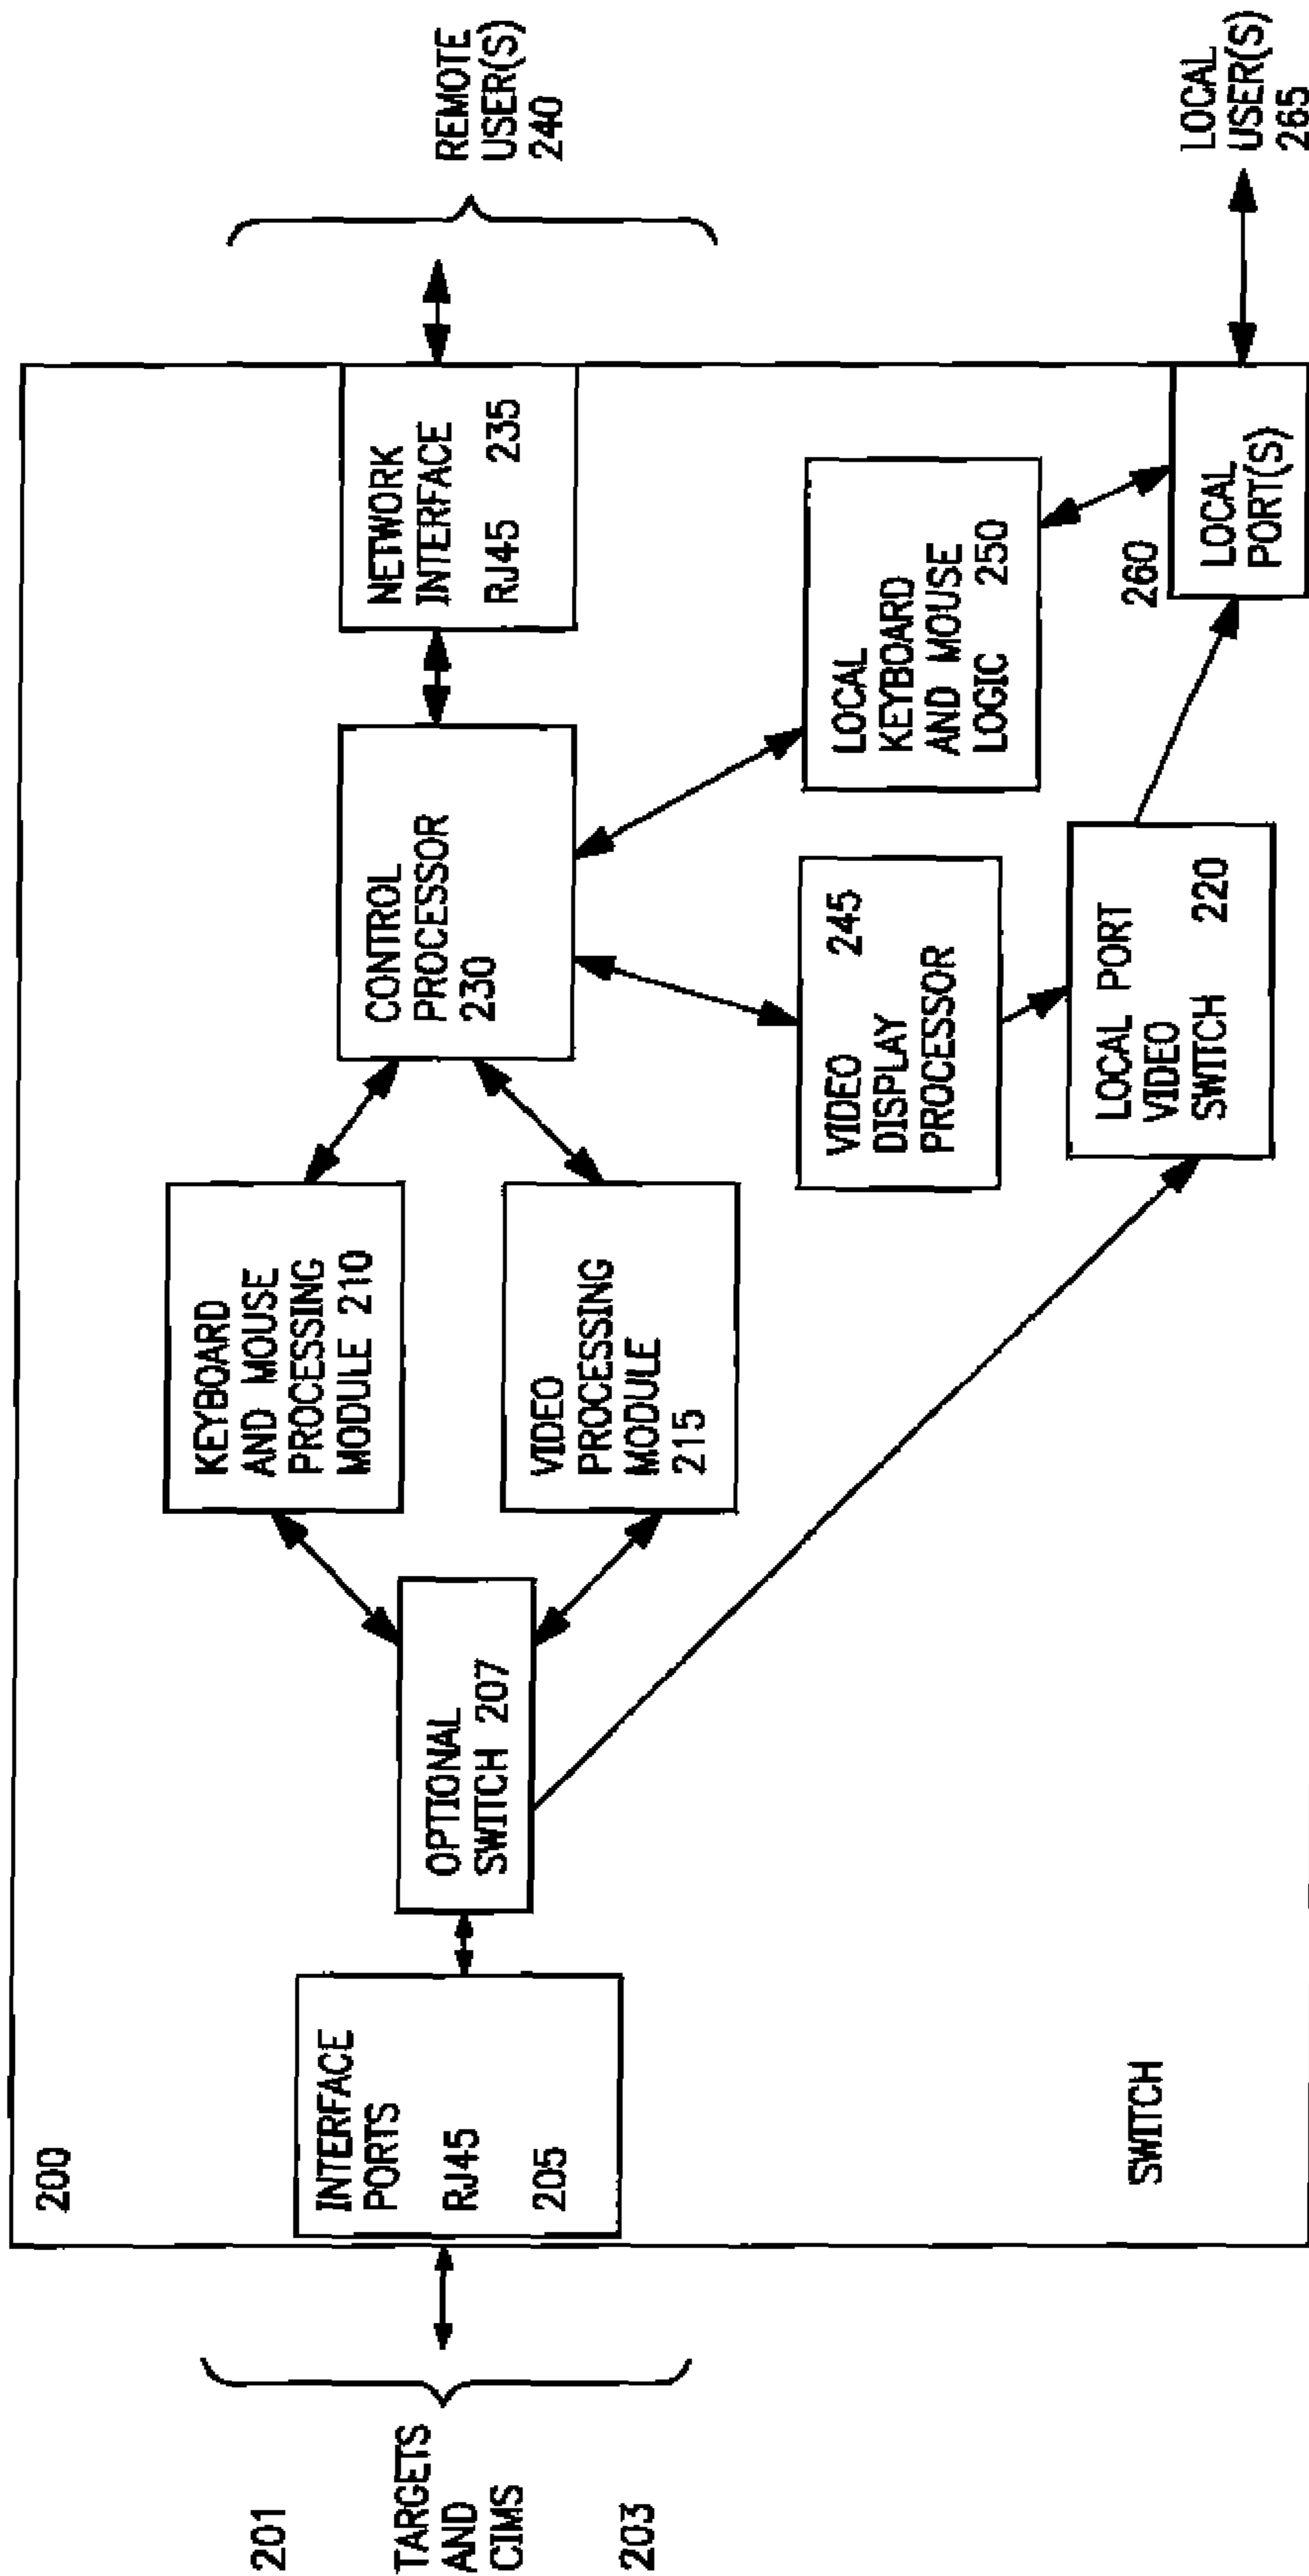 200
201
TARGETS
AND
CIMS
203
INTERFACE
PORTS
RJ45
205
OPTIONAL
SWITCH 207
KEYBOARD
AND MOUSE
PROCESSING
MODULE 210
VIDEO
PROCESSING
MODULE
215
CONTROL
PROCESSOR
230
NETWORK
INTERFACE
RJ45 235
REMOTE
USER(S)
240
VIDEO 245
DISPLAY
PROCESSOR
LOCAL
KEYBOARD
AND MOUSE
LOGIC 250
LOCAL PORT
VIDEO
SWITCH 220
260
LOCAL
PORT(S)
LOCAL
USER(S)
265
SWITCH